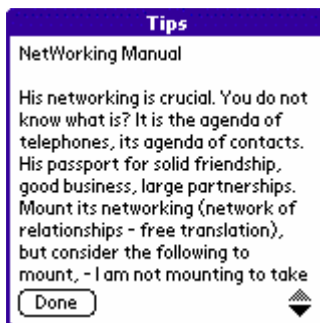 Tips
NetWorking Manual
His networking is crucial. You do not
know what is? It is the agenda of
telephones, its agenda of contacts.
His passport for solid friendship,
good business, large partnerships.
Mount its networking (network of
relationships - free translation),
but consider the following to
mount, - I am not mounting to take
Done